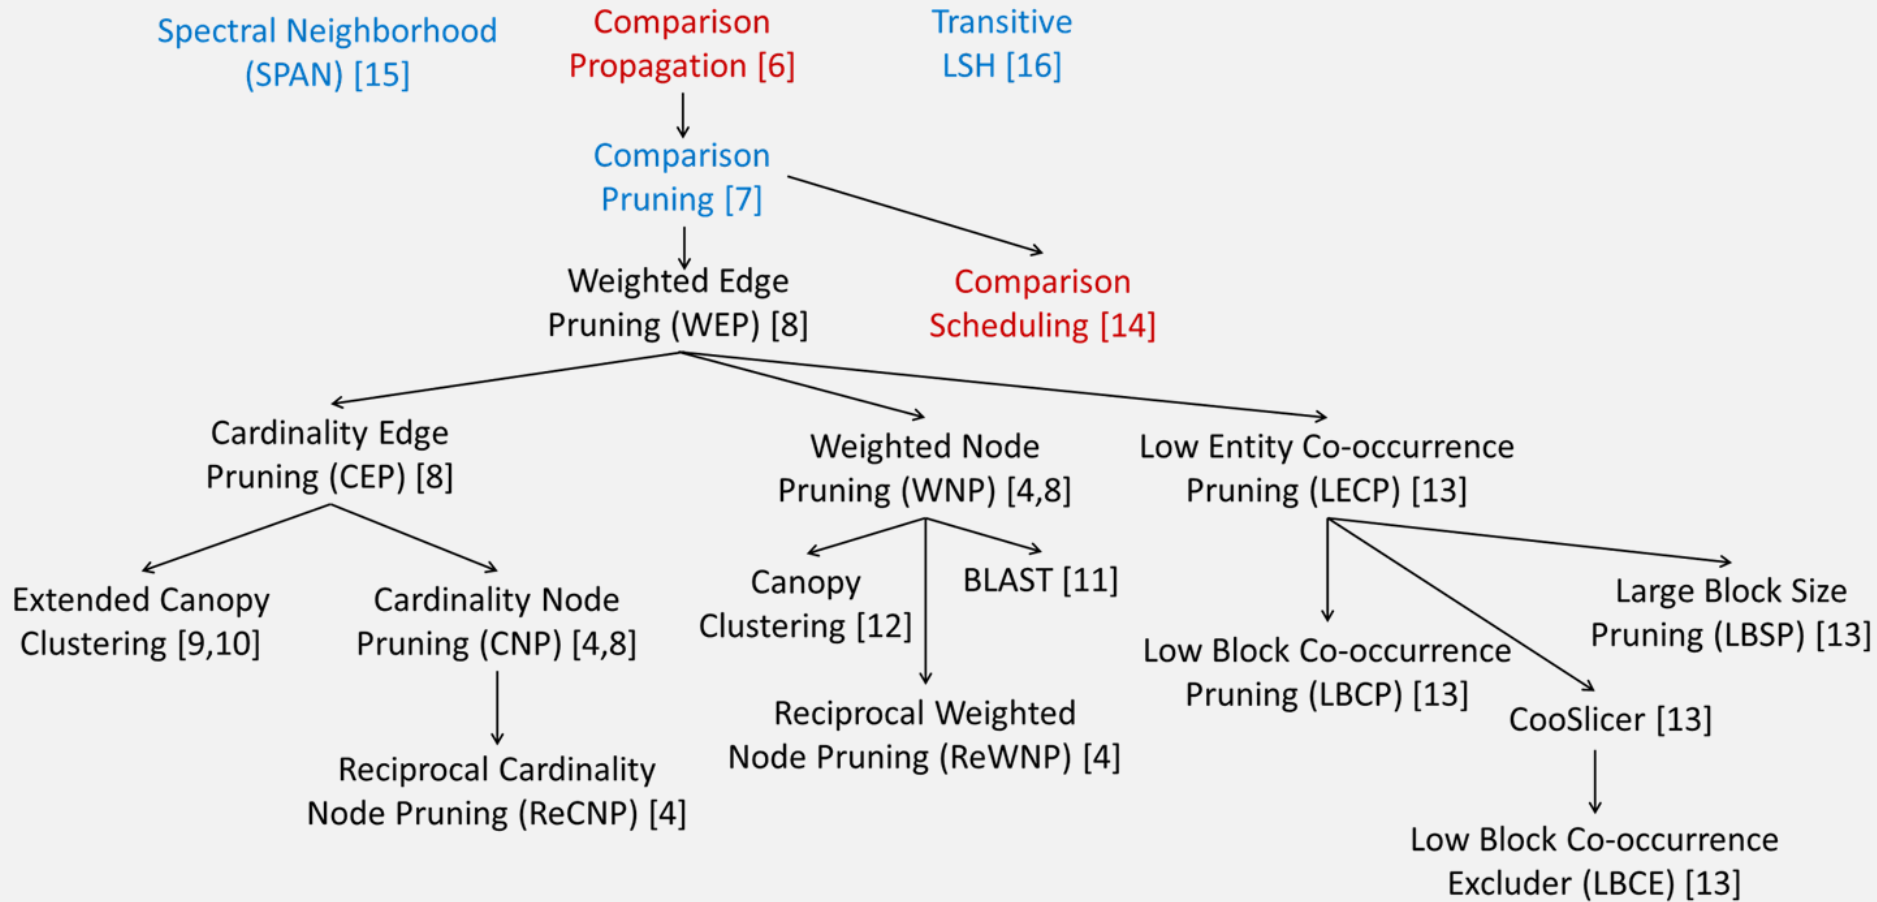 Spectral Neighborhood
(SPAN) [15]
Comparison
Propagation [6]
Transitive
LSH [16]
Comparison
Pruning [7]
Weighted Edge
Pruning (WEP) [8]
Comparison
Scheduling [14]
Cardinality Edge
Pruning (CEP) [8]
Weighted Node
Pruning (WNP) [4,8]
Low Entity Co-occurrence
Pruning (LECP) [13]
Extended Canopy
Clustering [9,10]
Cardinality Node
Pruning (CNP) [4,8]
Canopy
Clustering [12]
BLAST [11]
Low Block Co-occurrence
Pruning (LBCP) [13]
Large Block Size
Pruning (LBSP) [13]
Reciprocal Cardinality
Node Pruning (ReCNP) [4]
Reciprocal Weighted
Node Pruning (ReWNP) [4]
CooSlicer [13]
Low Block Co-occurrence
Excluder (LBCE) [13]